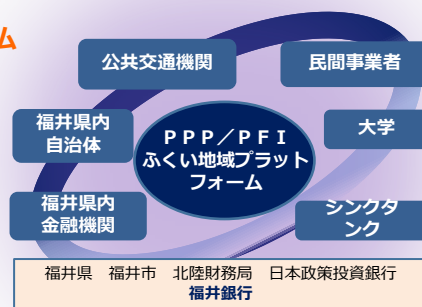 ム
公共交通機関
民間事業者
福井県内
自治体
PPP/PFI
ふくい地域プラット
フォーム
大学
福井県内
金融機関
シンクタ
ンク
福井県 福井市 北陸財務局 日本政策投資銀行
福井銀行